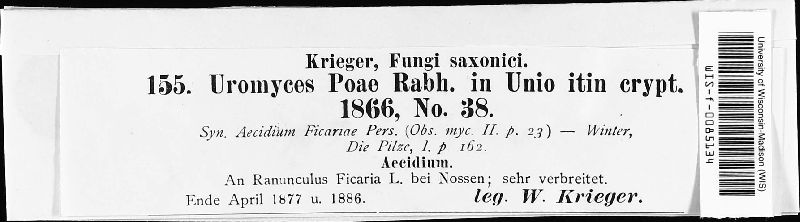 Krieger, Fungi saxonici.
155. Uromyces Poae Rabh. in Unio itin crypt.
1866, No. 38.
Syn. Aecidium Ficariae Pers. (Obs. myc. II. p. 23) — Winter,
Die Pilze, I. p 162.
Aecidium.
An Ranunculus Ficaria L. bei Nossen; sehr verbreitet.
Ende April 1877 u. 1886. leg. W. Krieger.
University of Wisconsin-Madison (WIS)
WIS-f-0085134